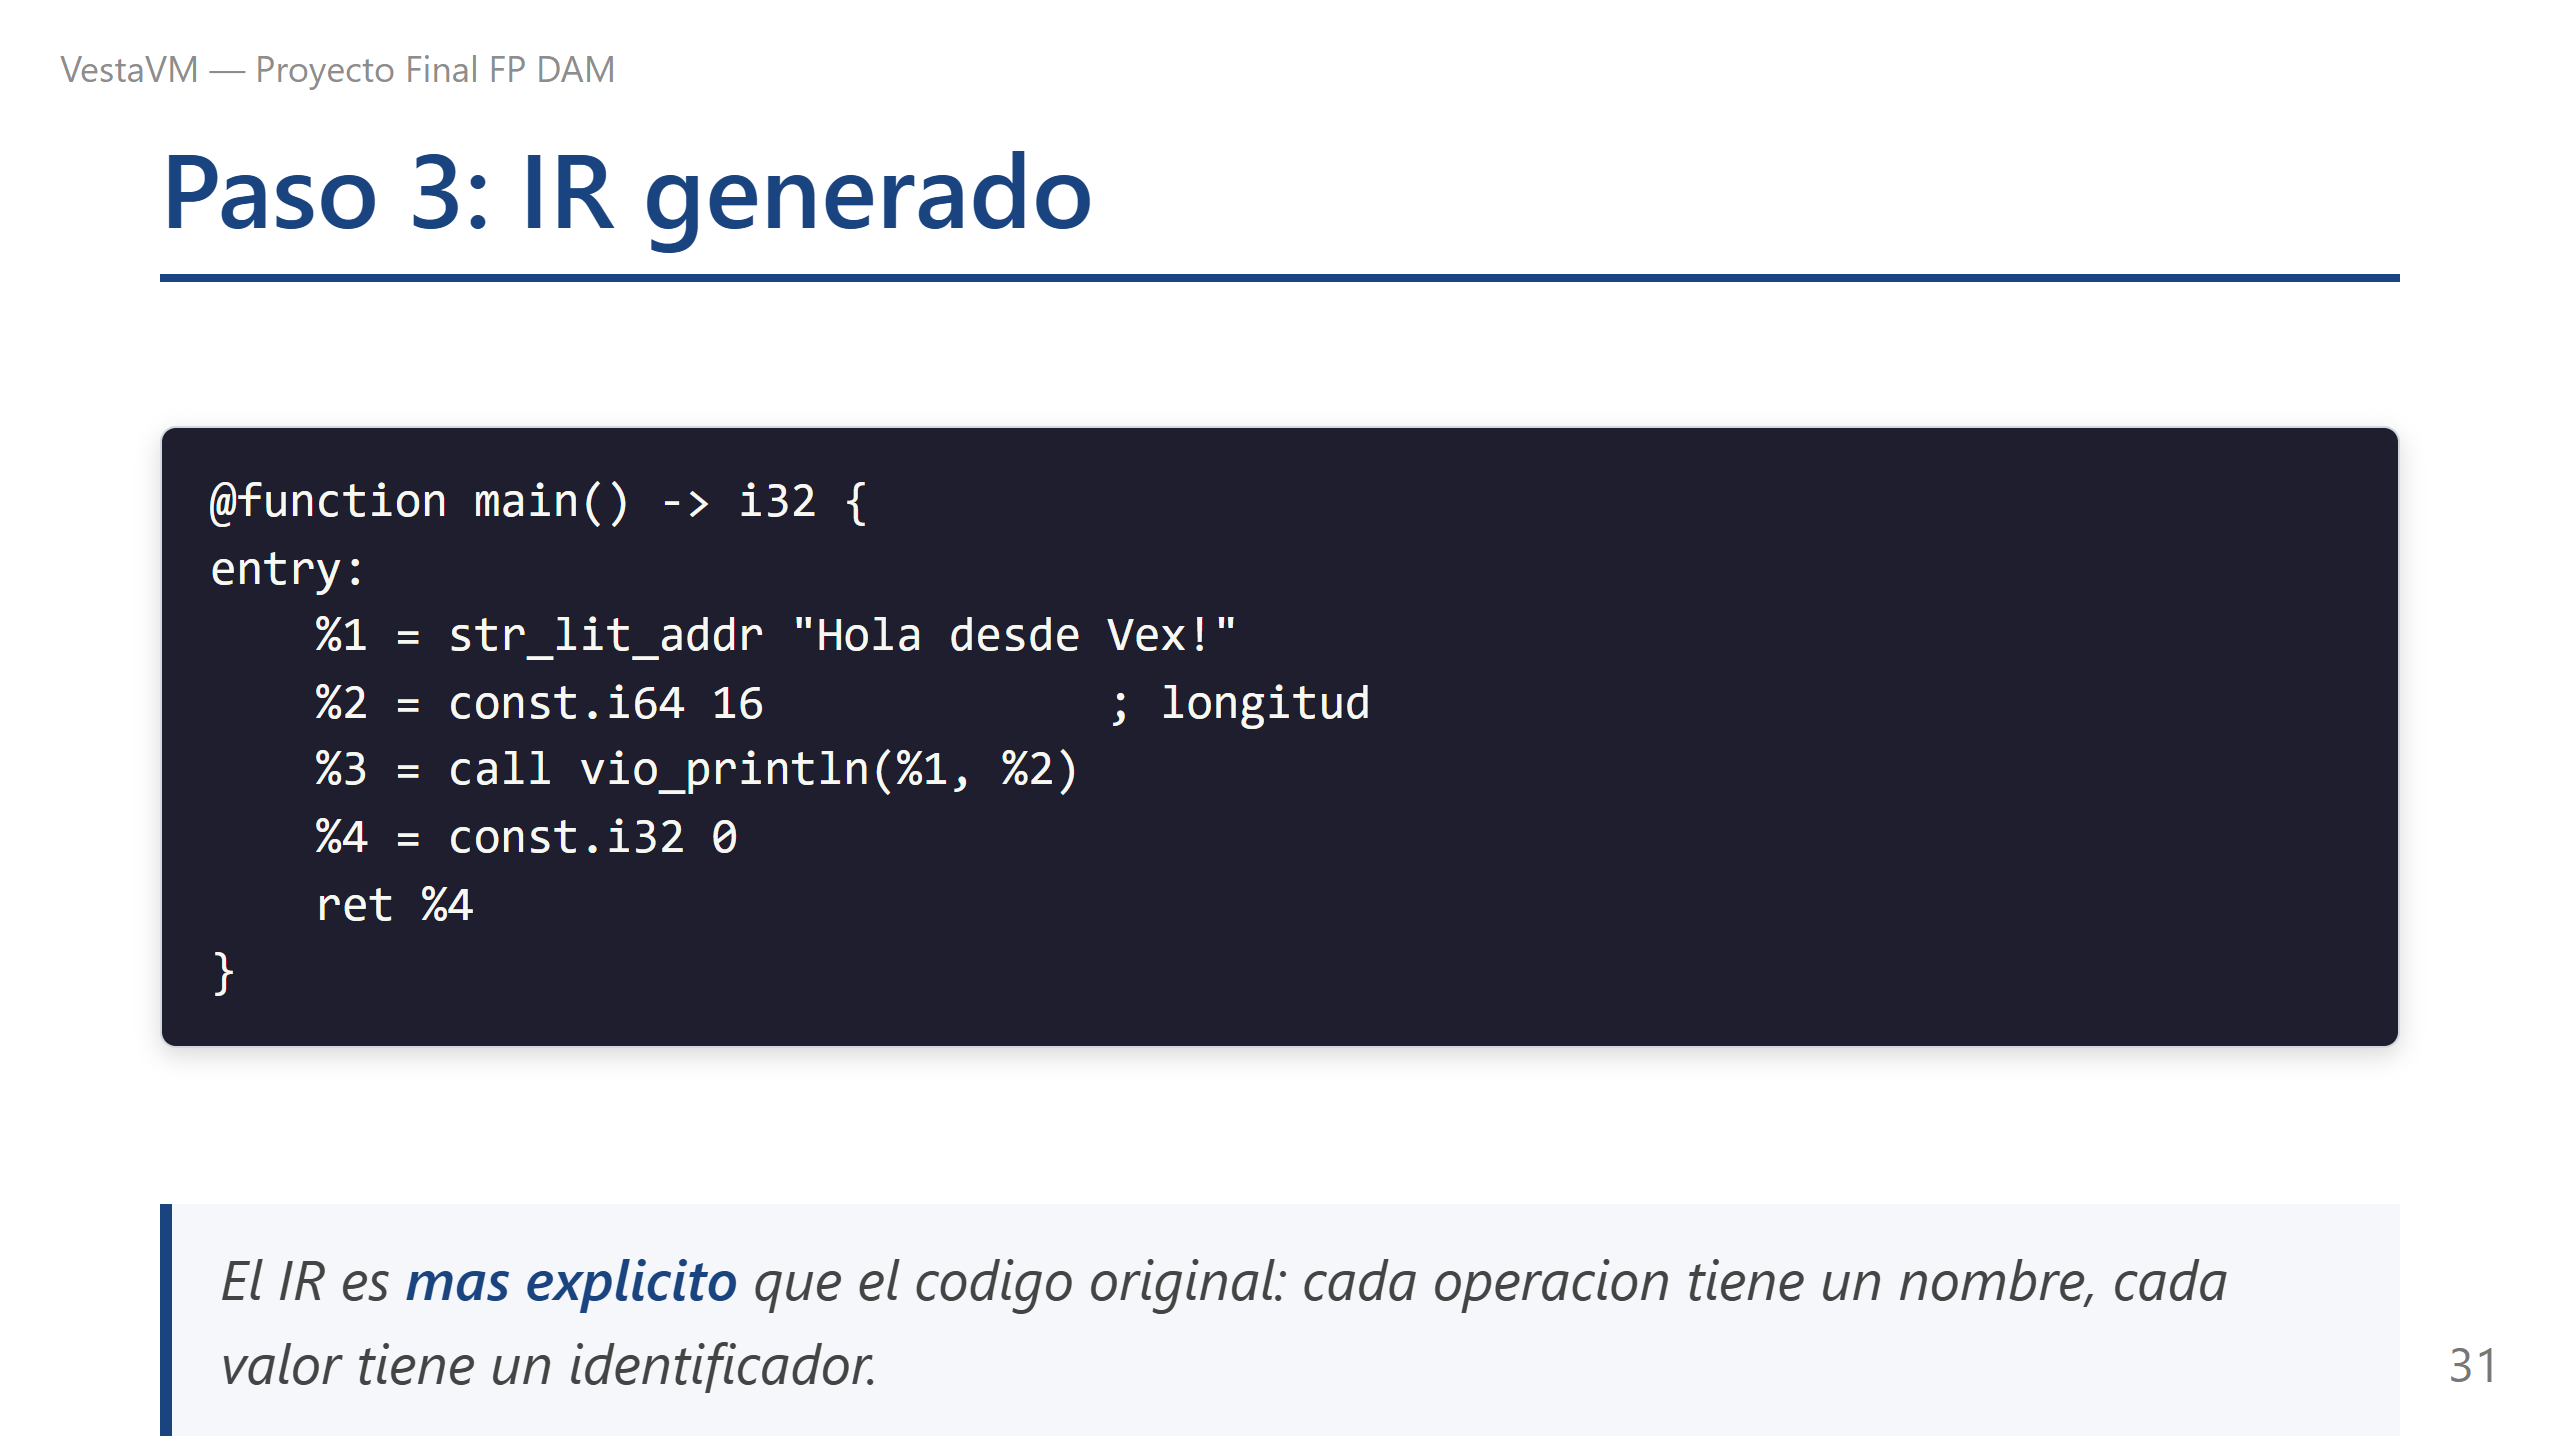 VestaVM — Proyecto Final FP DAM
Paso 3: IR generado
@function main() -> i32 {
entry:
    %1 = str_lit_addr "Hola desde Vex!"
    %2 = const.i64 16             ; longitud
    %3 = call vio_println(%1, %2)
    %4 = const.i32 0
    ret %4
}
El IR es mas explicito que el codigo original: cada operacion tiene un nombre, cada
valor tiene un identificador.
31